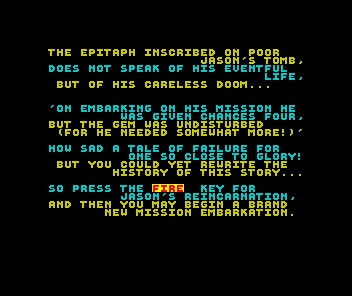 THE EPITAPH INSCRIBED ON POOR
JASON'S TOMB,
DOES NOT SPEAK OF HIS EVENTFUL
LIFE,
BUT OF HIS CARELESS DOOM...
'ON EMBARKING ON HIS MISSION HE
WAS GIVEN CHANCES FOUR,
BUT THE GEM WAS UNDISTURBED
(FOR HE NEEDED SOMEWHAT MORE!)'
HOW SAD A TALE OF FAILURE FOR
ONE SO CLOSE TO GLORY!
BUT YOU COULD YET REWRITE THE
HISTORY OF THIS STORY...
SO PRESS THE FIRE KEY FOR
JASON'S REINCARNATION,
AND THEN YOU MAY BEGIN A BRAND
NEW MISSION EMBARKATION.